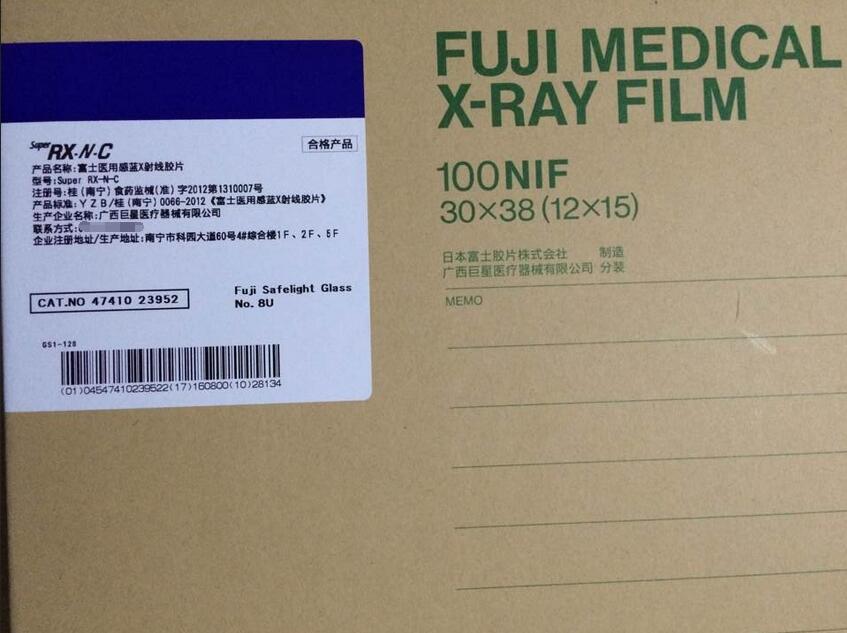 Super RX-N-C
合格产品
产品名称:富士医用感蓝X射线胶片
型号:Super RX-N-C
注册号:桂(南宁)食药监械(准)字2012第1310007号
产品标准:YZB/桂(南宁)0066-2012《富士医用感蓝X射线胶片》
生产企业名称:广西巨星医疗器械有限公司
联系方式:
企业注册地址/生产地址:南宁市科园大道60号4#综合楼1F、2F、5F
CAT.NO 47410 23952
Fuji Safelight Glass
No. 8U
GS1-128
(01)04547410239522(17)160800(10)28134
FUJI MEDICAL
X-RAY FILM
100NIF
30×38(12×15)
日本富士胶片株式会社 制造
广西巨星医疗器械有限公司 分装
MEMO